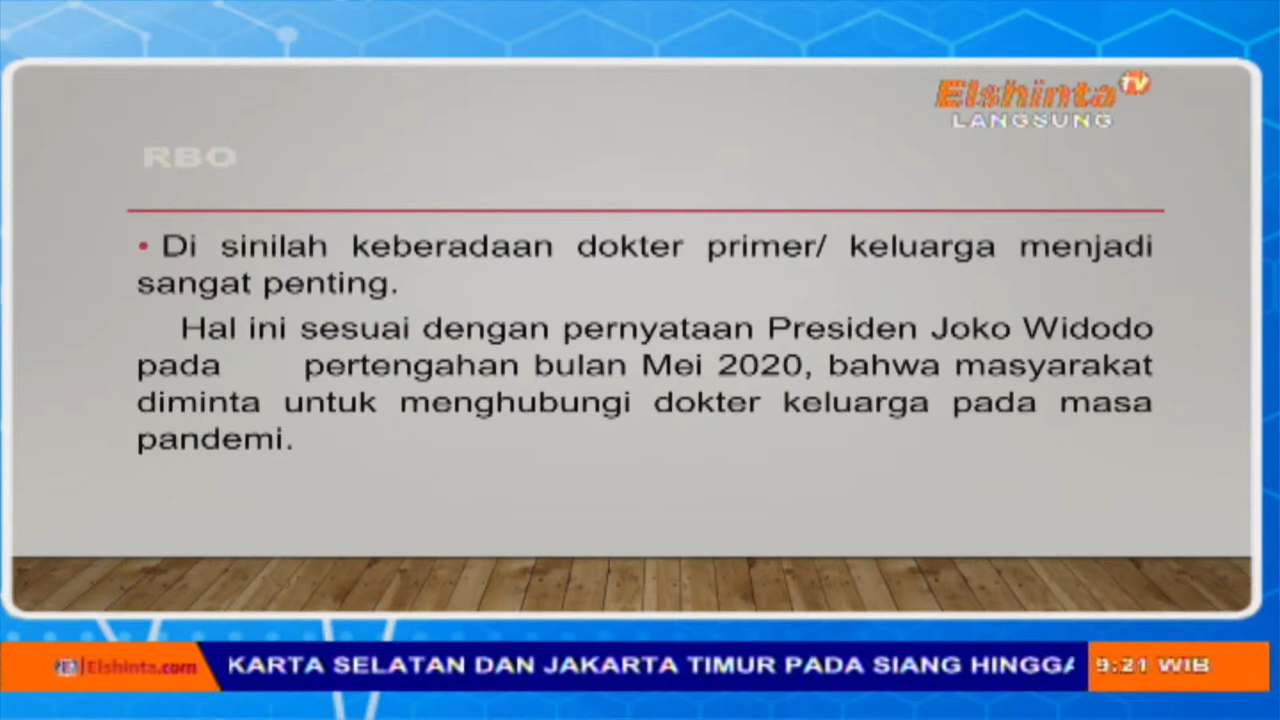 Elshinta TV
LANGSUNG
RBO
• Di sinilah keberadaan dokter primer/ keluarga menjadi
sangat penting.
Hal ini sesuai dengan pernyataan Presiden Joko Widodo
pada pertengahan bulan Mei 2020, bahwa masyarakat
diminta untuk menghubungi dokter keluarga pada masa
pandemi.
Elshinta.com
KARTA SELATAN DAN JAKARTA TIMUR PADA SIANG HINGGA
9:21 WIB